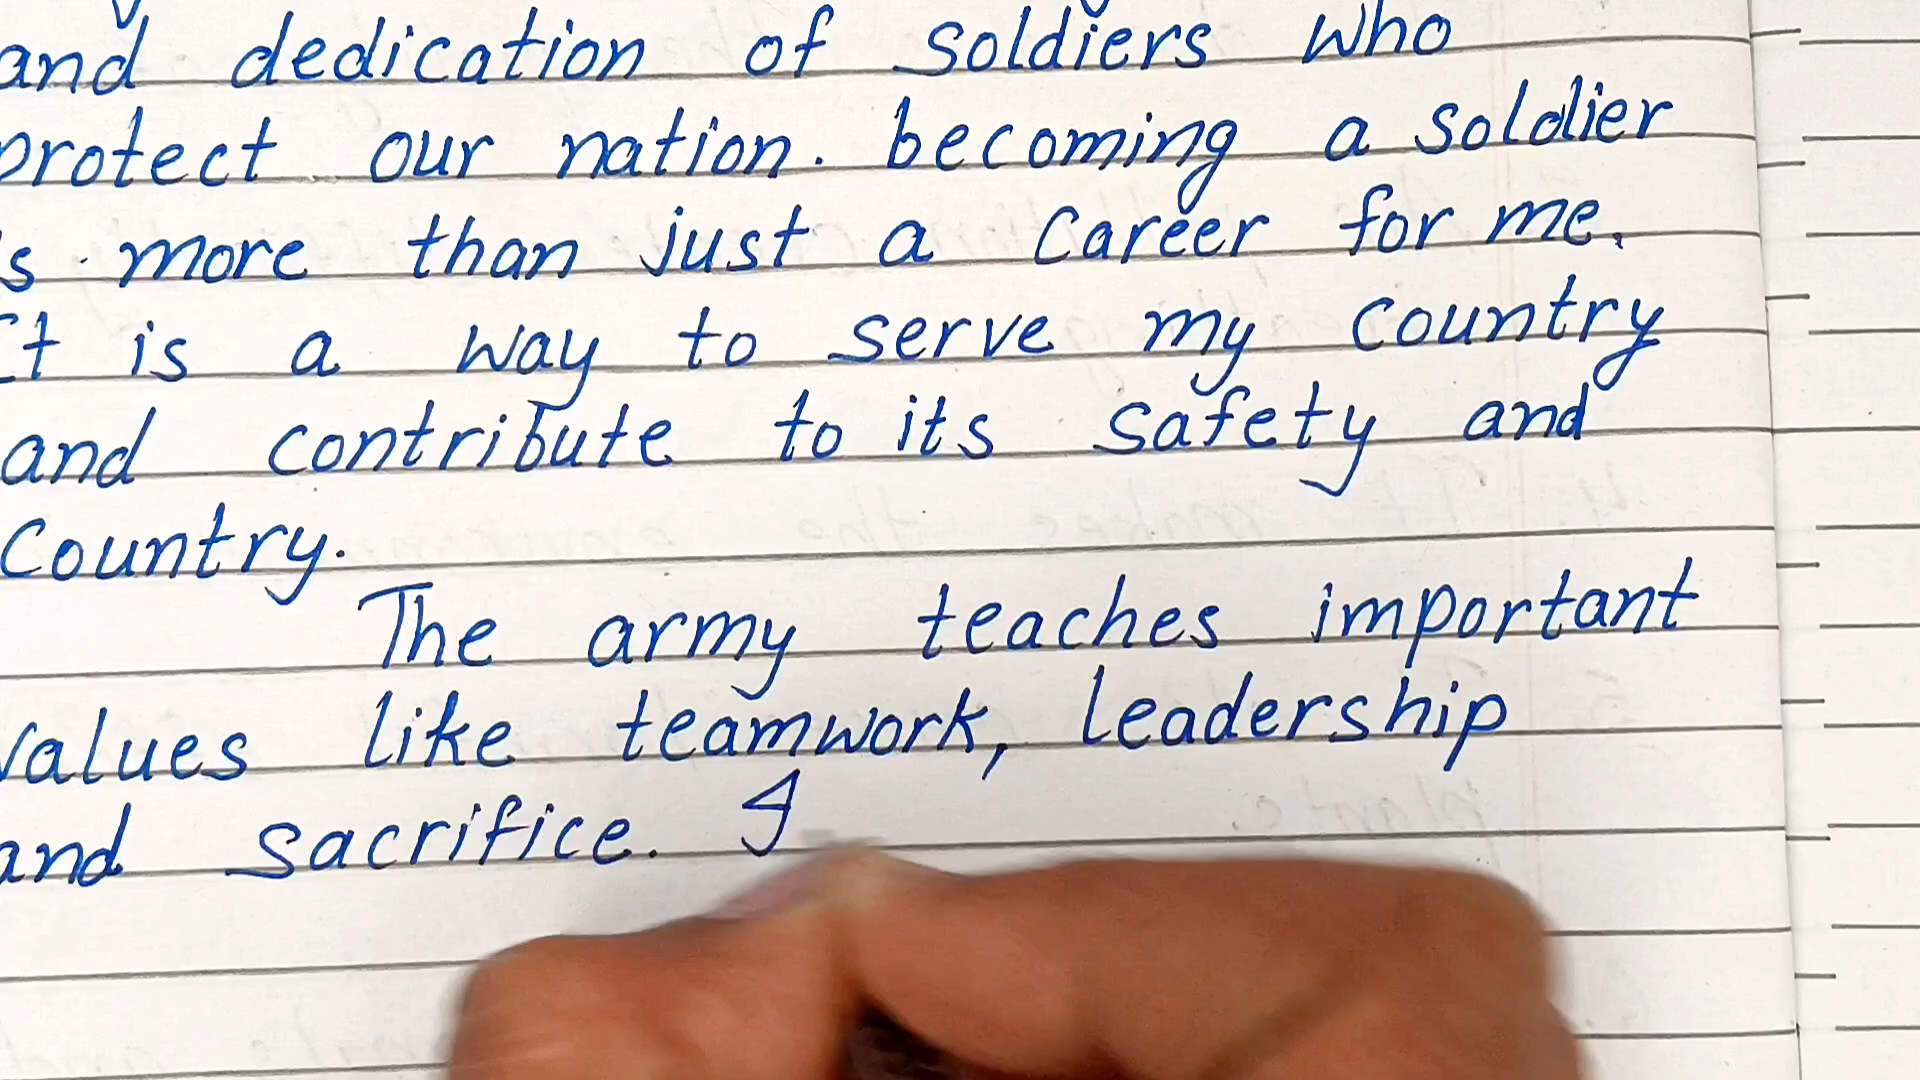 and dedication of soldiers who
protect our nation. becoming a soldier
is more than just a career for me.
It is a way to serve my country
and contribute to its safety and
Country.
The army teaches important
values like teamwork, leadership
and sacrifice. I